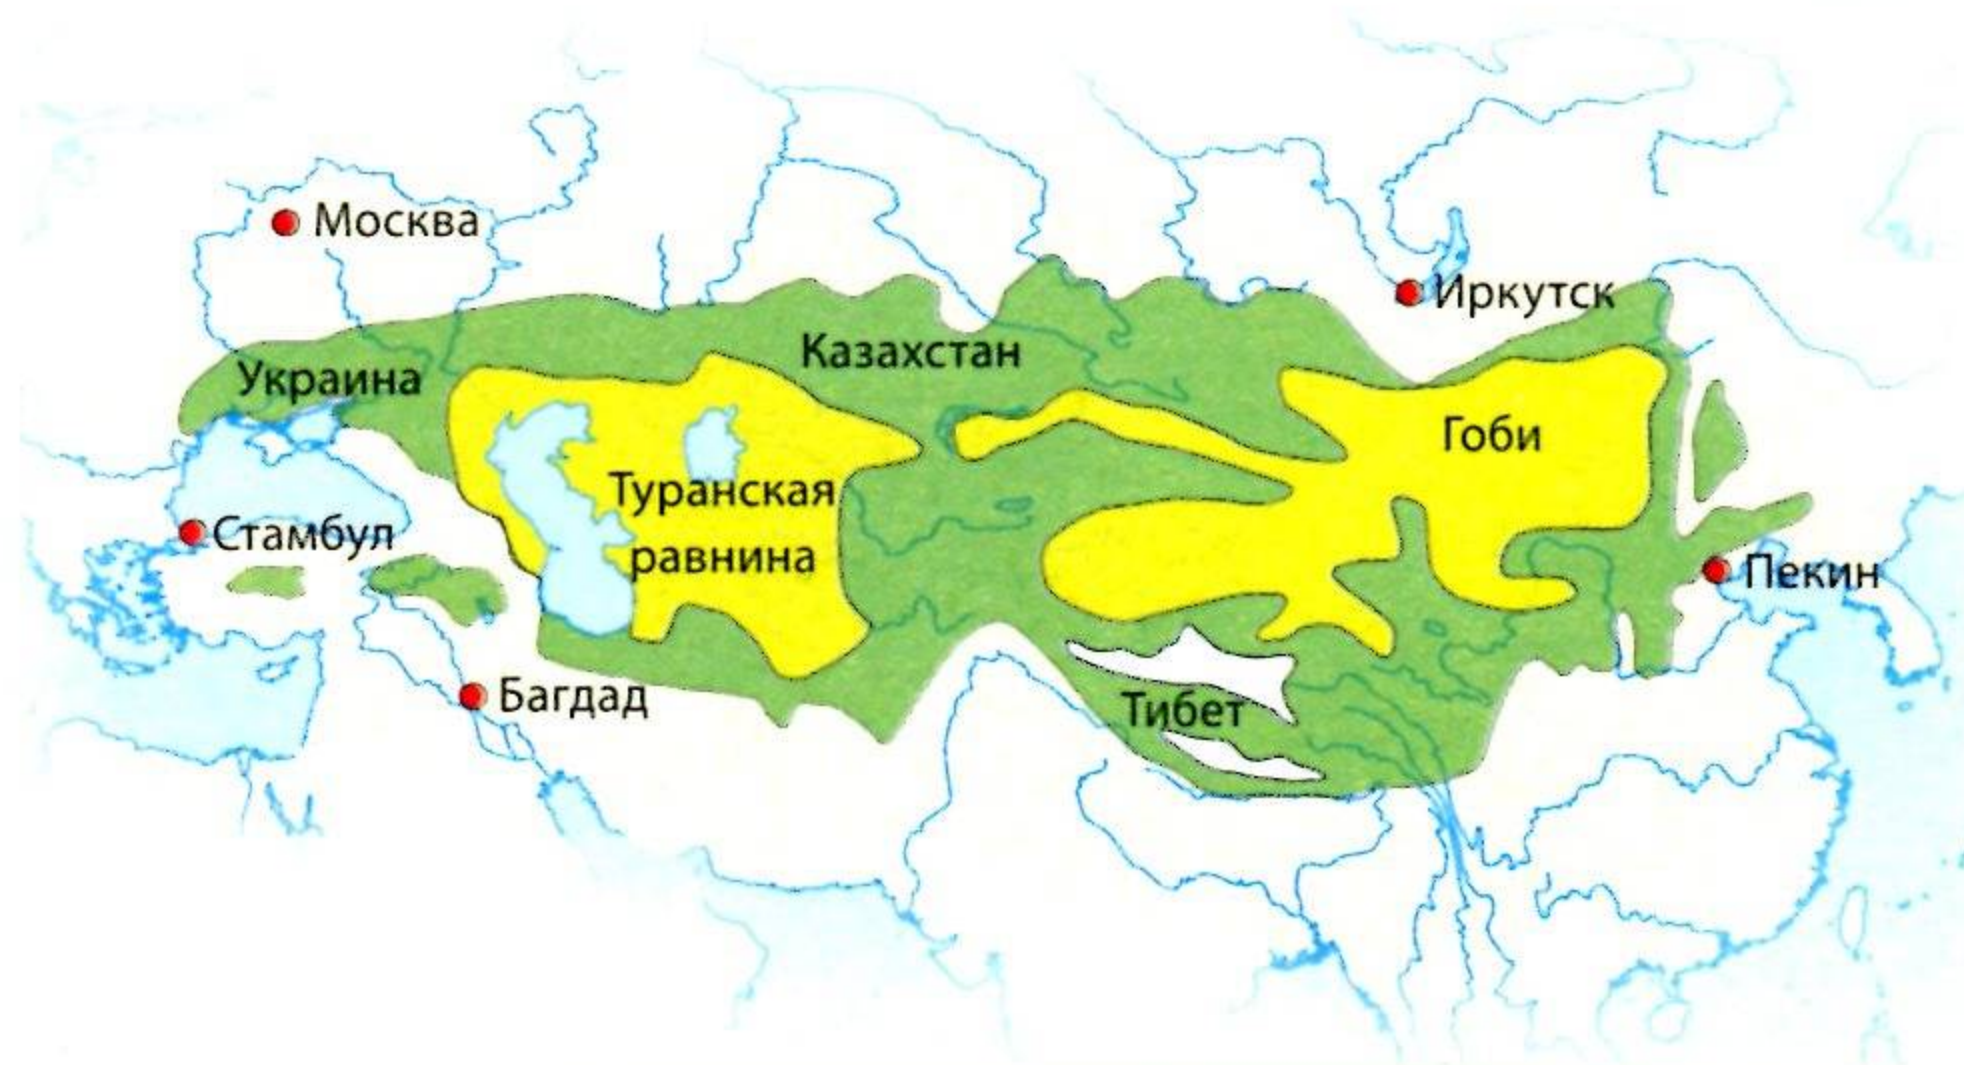 Москва
Иркутск
Казахстан
Украина
Гоби
Туранская
равнина
Стамбул
Пекин
Багдад
Тибет